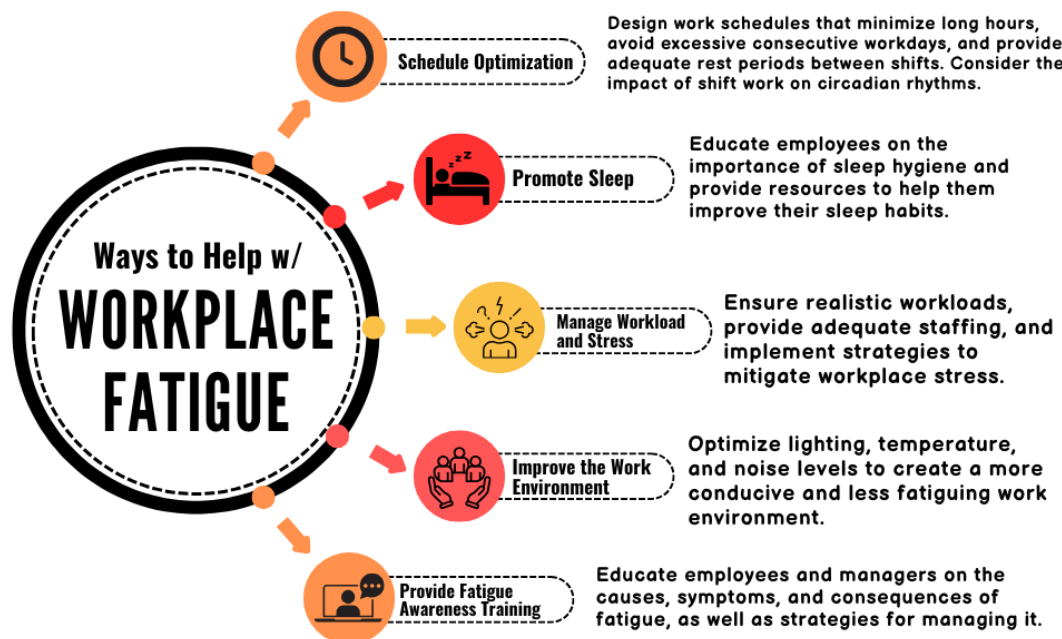 Ways to Help w/
WORKPLACE
FATIGUE
Schedule Optimization
Design work schedules that minimize long hours,
avoid excessive consecutive workdays, and provide
adequate rest periods between shifts. Consider the
impact of shift work on circadian rhythms.
z z z
Promote Sleep
Educate employees on the
importance of sleep hygiene and
provide resources to help them
improve their sleep habits.
? !
Manage Workload
and Stress
Ensure realistic workloads,
provide adequate staffing, and
implement strategies to
mitigate workplace stress.
Improve the Work
Environment
Optimize lighting, temperature,
and noise levels to create a more
conducive and less fatiguing work
environment.
Provide Fatigue
Awareness Training
Educate employees and managers on the
causes, symptoms, and consequences of
fatigue, as well as strategies for managing it.